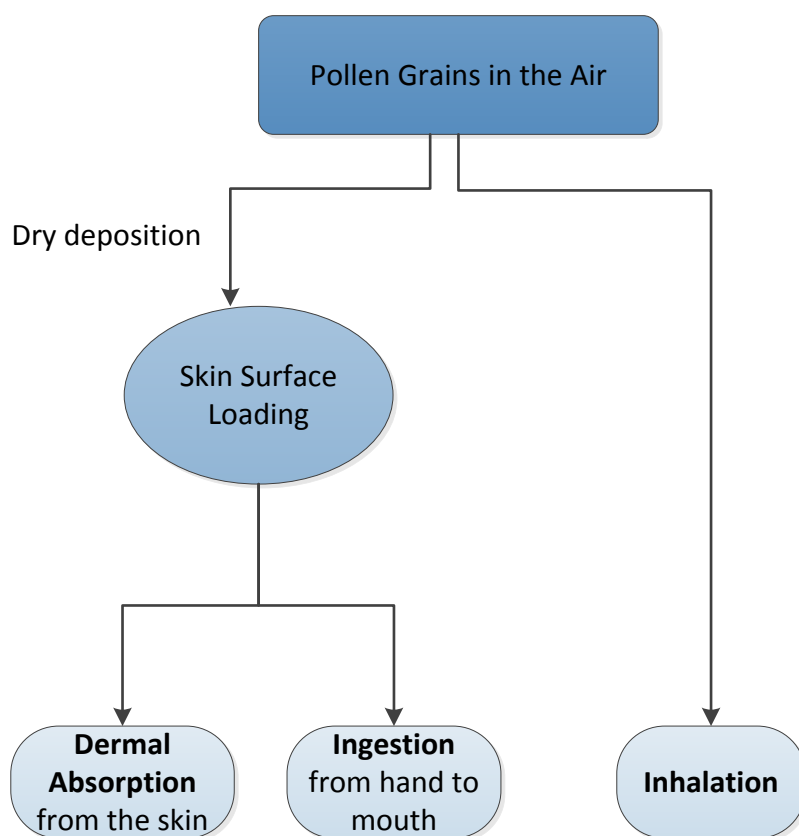 Pollen Grains in the Air
Dry deposition
Skin Surface
Loading
Dermal
Absorption
from the skin
Ingestion
from hand to
mouth
Inhalation